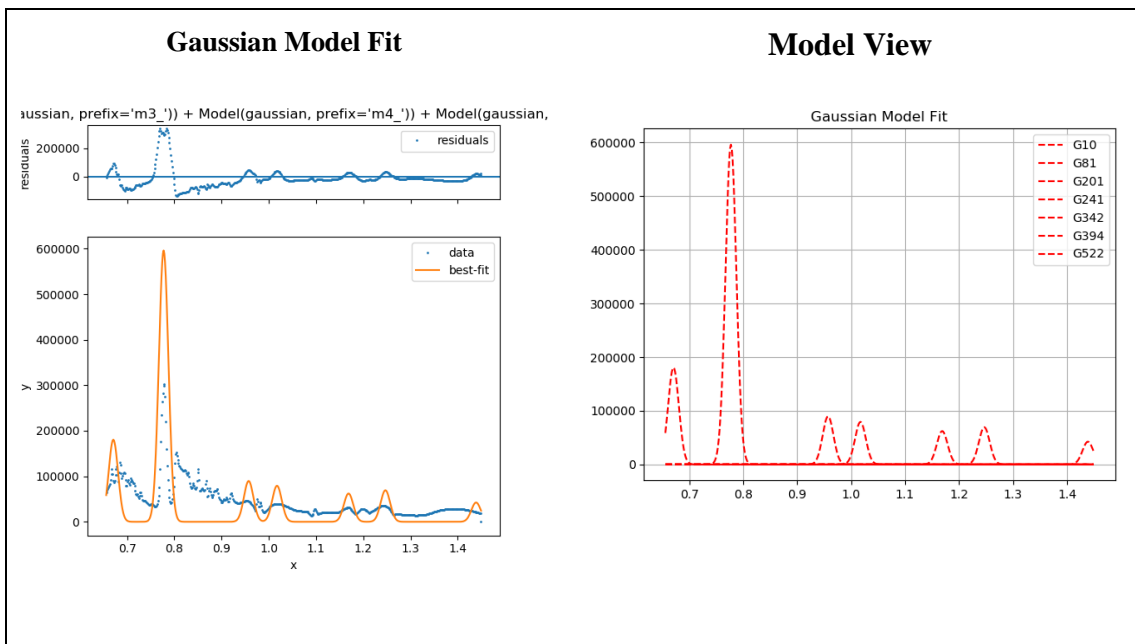 Gaussian Model Fit
Model View
aussian, prefix='m3_')) + Model(gaussian, prefix='m4_')) + Model(gaussian,
residuals
200000
0
residuals
y
600000
500000
400000
300000
200000
100000
0
data
best-fit
0.7 0.8 0.9 1.0 1.1 1.2 1.3 1.4
x
Gaussian Model Fit
600000
500000
400000
300000
200000
100000
0
G10
G81
G201
G241
G342
G394
G522
0.7 0.8 0.9 1.0 1.1 1.2 1.3 1.4